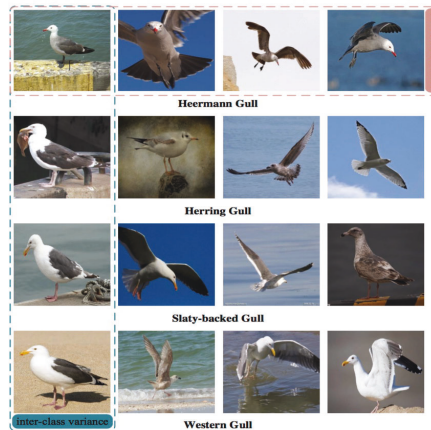 Heermann Gull
Herring Gull
Slaty-backed Gull
inter-class variance
Western Gull